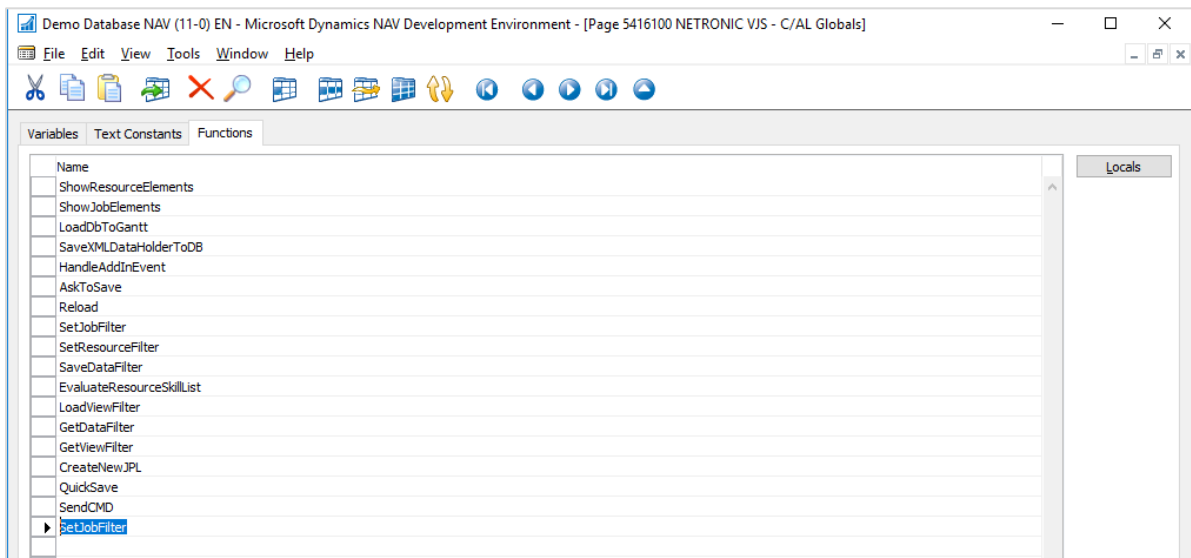 Demo Database NAV (11-0) EN - Microsoft Dynamics NAV Development Environment - [Page 5416100 NETRONIC VJS - C/AL Globals]
File Edit View Tools Window Help
Variables Text Constants Functions
Name
Locals
ShowResourceElements
ShowJobElements
LoadDbToGantt
SaveXMLDataHolderToDB
HandleAddInEvent
AskToSave
Reload
SetJobFilter
SetResourceFilter
SaveDataFilter
EvaluateResourceSkillList
LoadViewFilter
GetDataFilter
GetViewFilter
CreateNewJPL
QuickSave
SendCMD
SetJobFilter